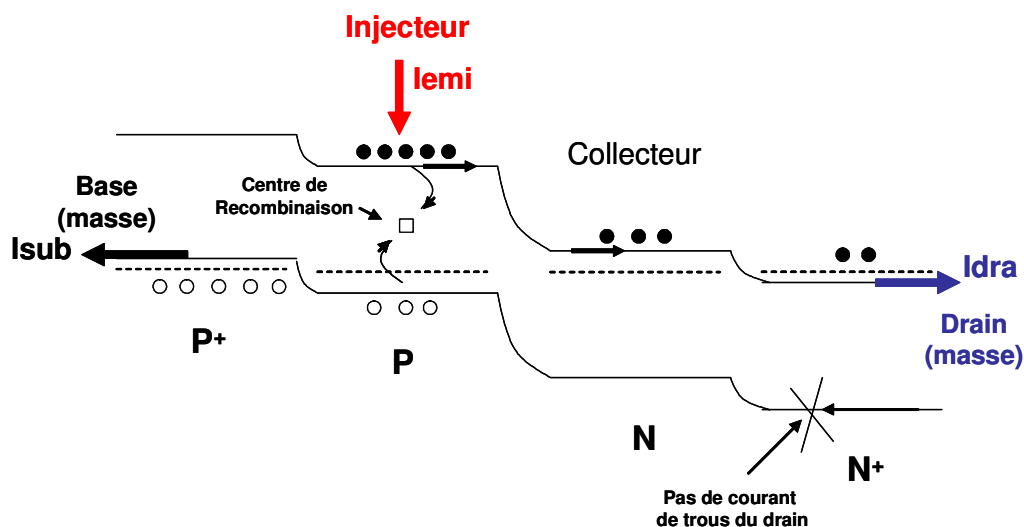 Injecteur
Iemi
Collecteur
Centre de
Recombinaison
Base
(masse)
Isub
Idra
Drain
(masse)
P+
P
N
N+
Pas de courant
de trous du drain